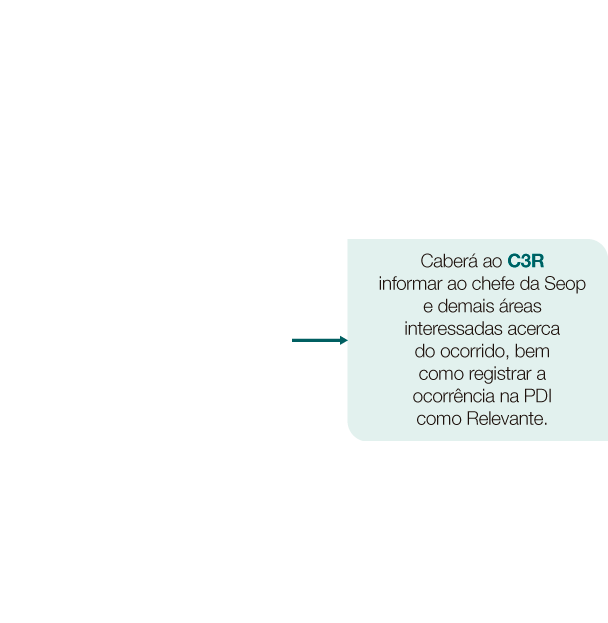 Caberá ao C3R
informar ao chefe da Seop
e demais áreas
interessadas acerca
do ocorrido, bem
como registrar a
ocorrência na PDI
como Relevante.